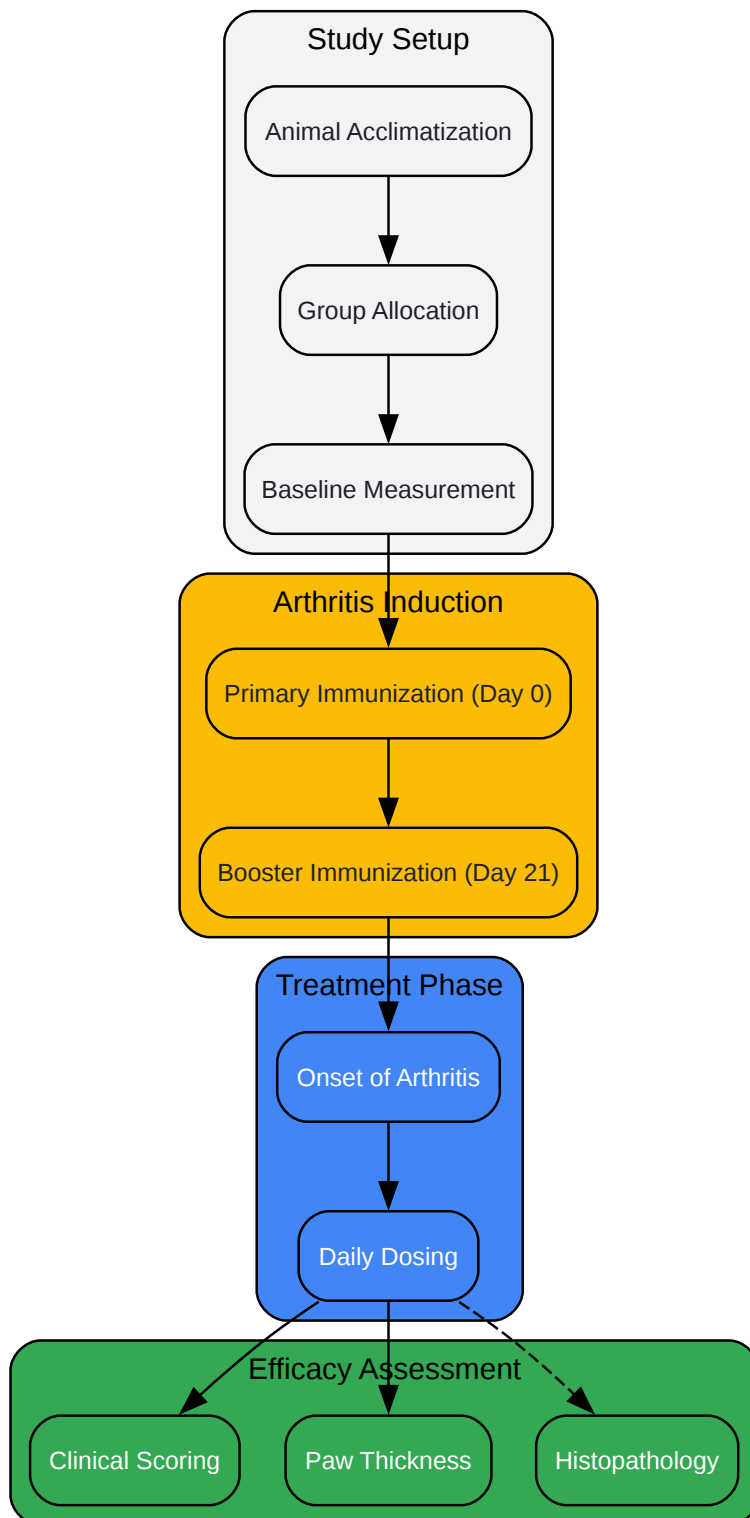 Study Setup
Animal Acclimatization
Group Allocation
Baseline Measurement
Arthritis Induction
Primary Immunization (Day 0)
Booster Immunization (Day 21)
Treatment Phase
Onset of Arthritis
Daily Dosing
Efficacy Assessment
Clinical Scoring
Paw Thickness
Histopathology